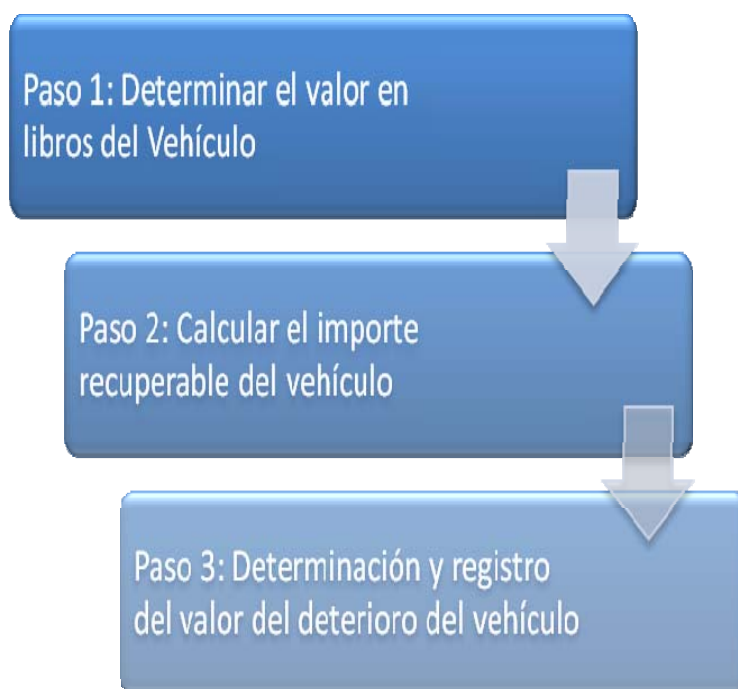 Paso 1: Determinar el valor en
libros del Vehículo
Paso 2: Calcular el importe
recuperable del vehículo
Paso 3: Determinación y registro
del valor del deterioro del vehículo